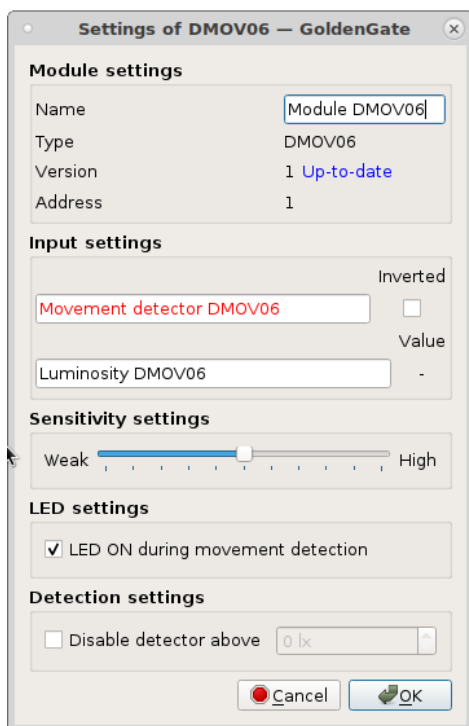 Settings of DMOV06 — GoldenGate
Module settings
Name Module DMOV06
Type DMOV06
Version 1 Up-to-date
Address 1
Input settings
Inverted
Movement detector DMOV06
Value
Luminosity DMOV06 -
Sensitivity settings
Weak High
LED settings
LED ON during movement detection
Detection settings
Disable detector above 0 lx
Cancel OK